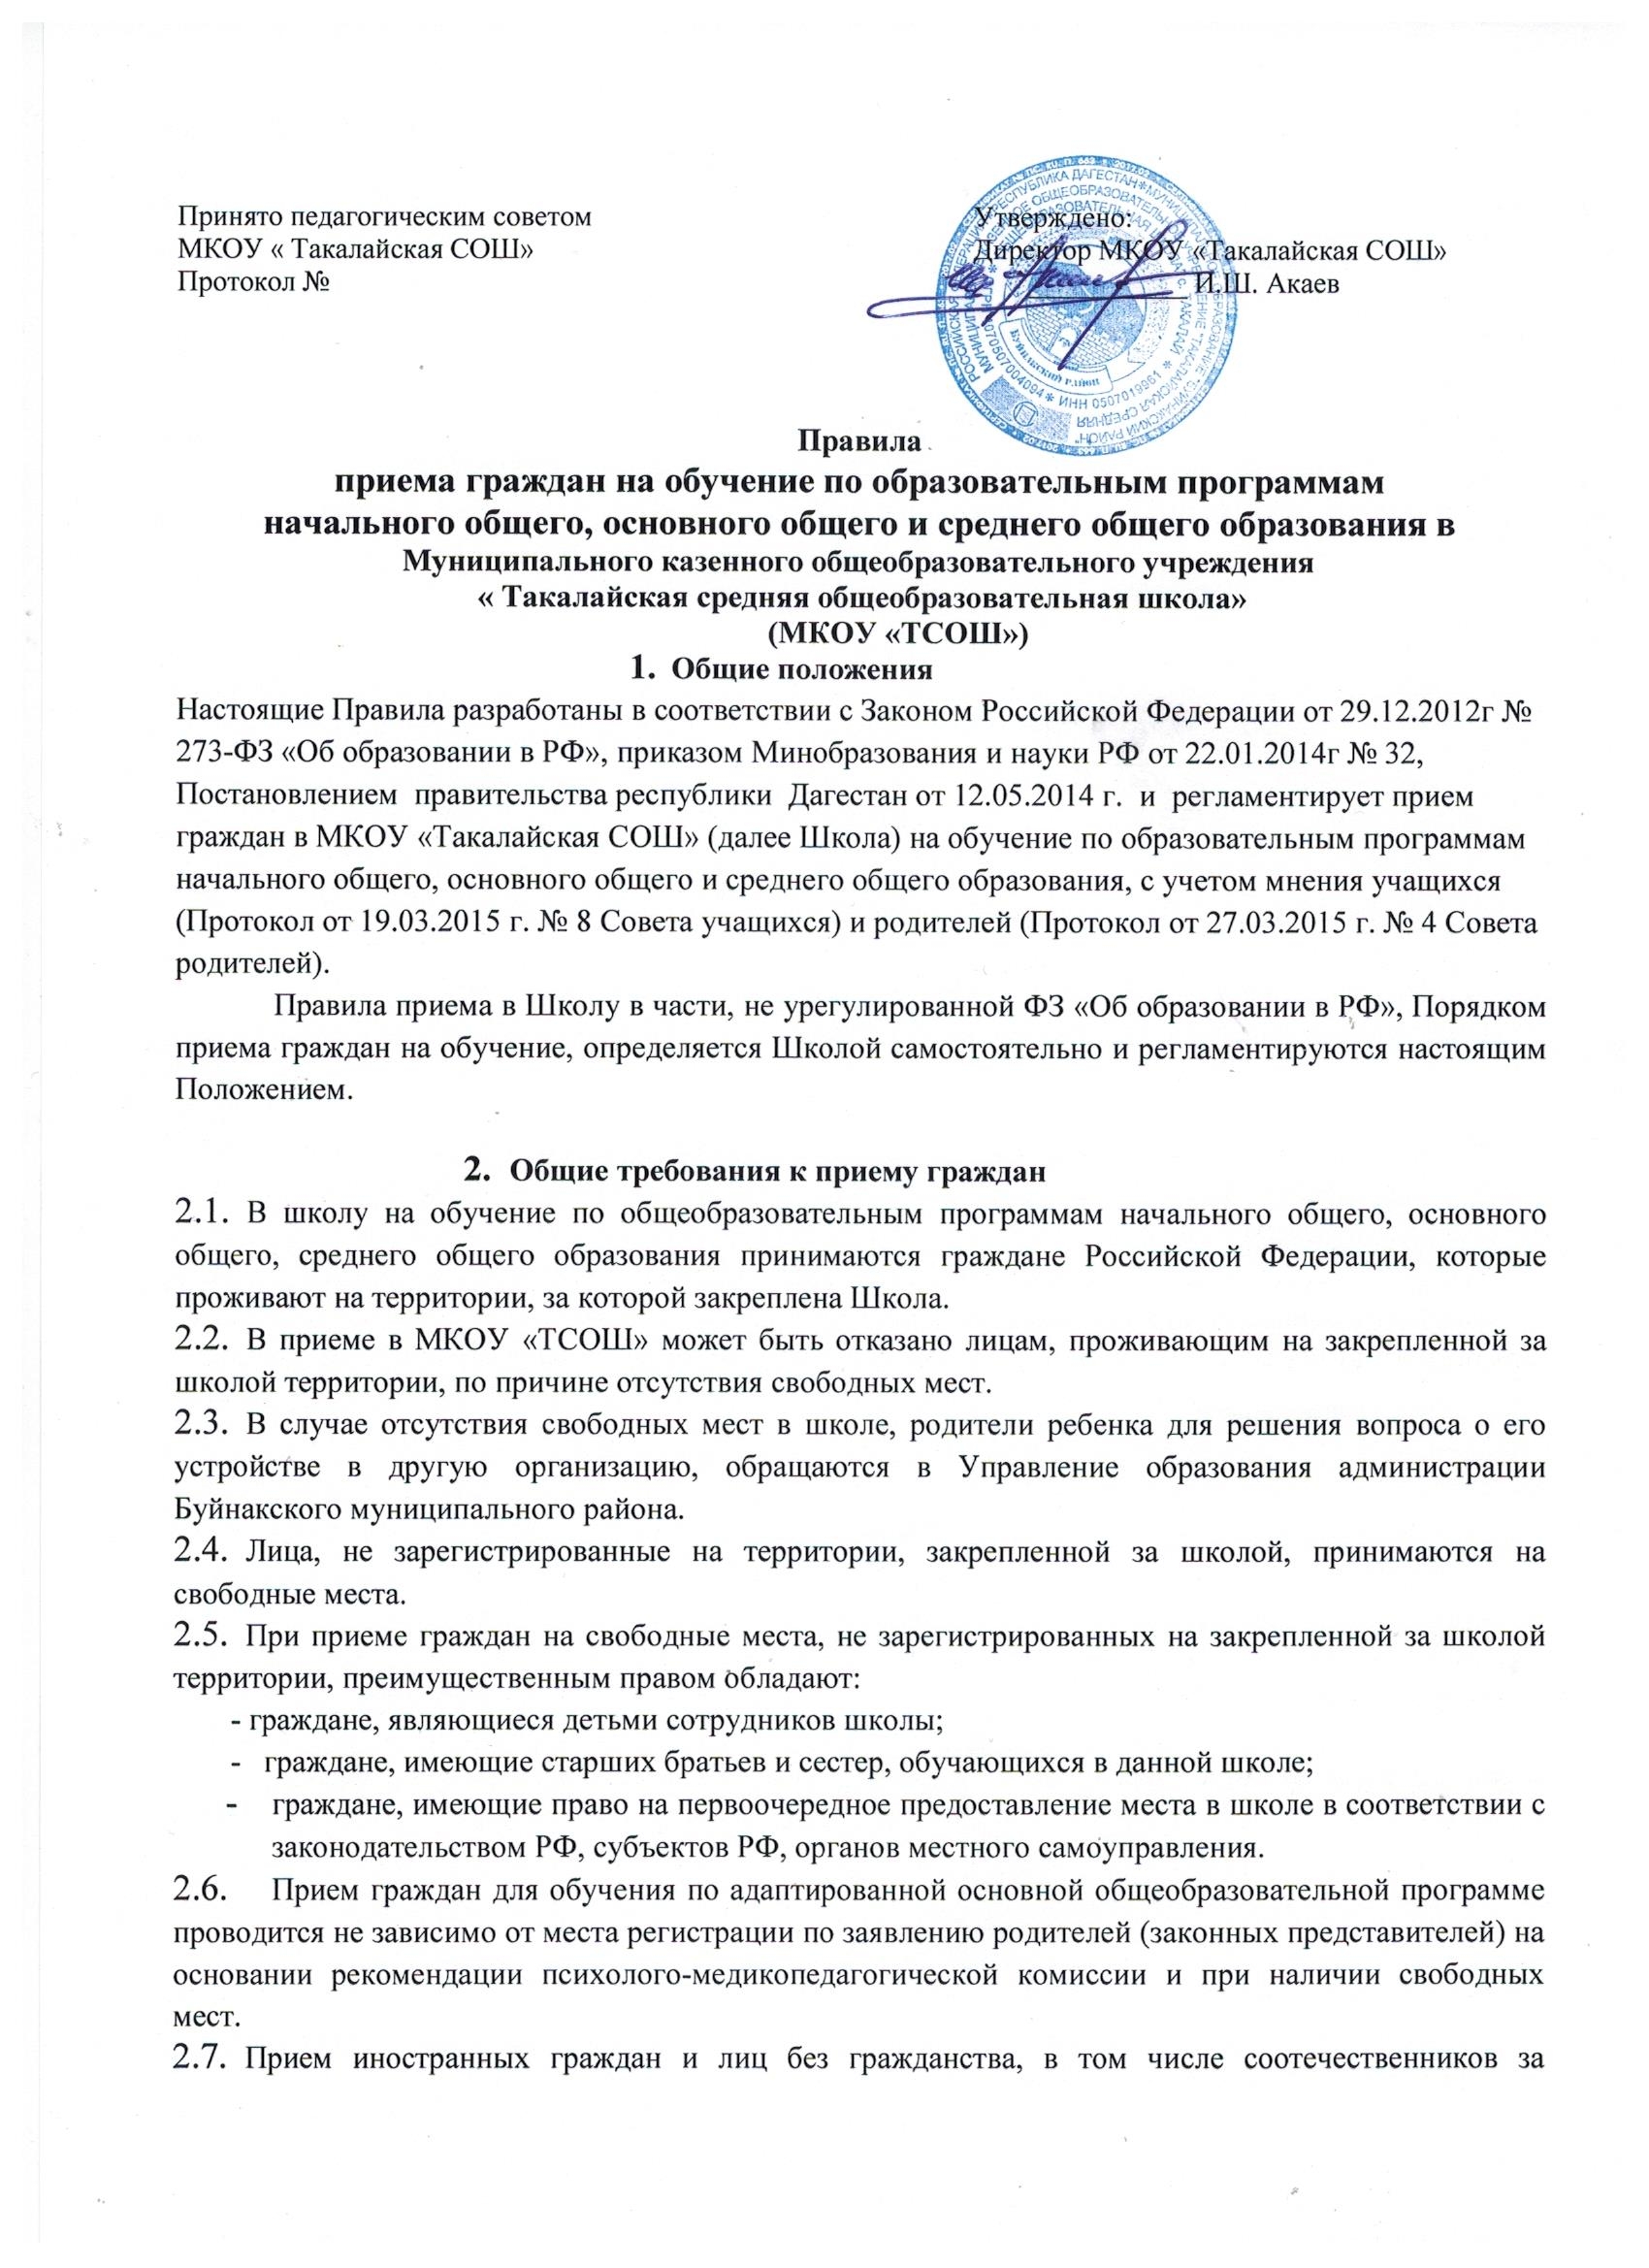 Принято педагогическим советом
МКОУ « Такалайская СОШ»
Протокол №
Утверждено:
Директор МКОУ «Такалайская СОШ»
И.Ш. Акаев
РОССИЙСКАЯ ФЕДЕРАЦИЯ РЕСПУБЛИКА ДАГЕСТАН
ИНН 0507019961
Правила
приема граждан на обучение по образовательным программам
начального общего, основного общего и среднего общего образования в
Муниципального казенного общеобразовательного учреждения
« Такалайская средняя общеобразовательная школа»
(МКОУ «ТСОШ»)
1. Общие положения
Настоящие Правила разработаны в соответствии с Законом Российской Федерации от 29.12.2012г №
273-ФЗ «Об образовании в РФ», приказом Минобразования и науки РФ от 22.01.2014г № 32,
Постановлением правительства республики Дагестан от 12.05.2014 г. и регламентирует прием
граждан в МКОУ «Такалайская СОШ» (далее Школа) на обучение по образовательным программам
начального общего, основного общего и среднего общего образования, с учетом мнения учащихся
(Протокол от 19.03.2015 г. № 8 Совета учащихся) и родителей (Протокол от 27.03.2015 г. № 4 Совета
родителей).
Правила приема в Школу в части, не урегулированной ФЗ «Об образовании в РФ», Порядком
приема граждан на обучение, определяется Школой самостоятельно и регламентируются настоящим
Положением.
2. Общие требования к приему граждан
2.1. В школу на обучение по общеобразовательным программам начального общего, основного
общего, среднего общего образования принимаются граждане Российской Федерации, которые
проживают на территории, за которой закреплена Школа.
2.2. В приеме в МКОУ «ТСОШ» может быть отказано лицам, проживающим на закрепленной за
школой территории, по причине отсутствия свободных мест.
2.3. В случае отсутствия свободных мест в школе, родители ребенка для решения вопроса о его
устройстве в другую организацию, обращаются в Управление образования администрации
Буйнакского муниципального района.
2.4. Лица, не зарегистрированные на территории, закрепленной за школой, принимаются на
свободные места.
2.5. При приеме граждан на свободные места, не зарегистрированных на закрепленной за школой
территории, преимущественным правом обладают:
- граждане, являющиеся детьми сотрудников школы;
- граждане, имеющие старших братьев и сестер, обучающихся в данной школе;
- граждане, имеющие право на первоочередное предоставление места в школе в соответствии с
законодательством РФ, субъектов РФ, органов местного самоуправления.
2.6. Прием граждан для обучения по адаптированной основной общеобразовательной программе
проводится не зависимо от места регистрации по заявлению родителей (законных представителей) на
основании рекомендации психолого-медикопедагогической комиссии и при наличии свободных
мест.
2.7. Прием иностранных граждан и лиц без гражданства, в том числе соотечественников за